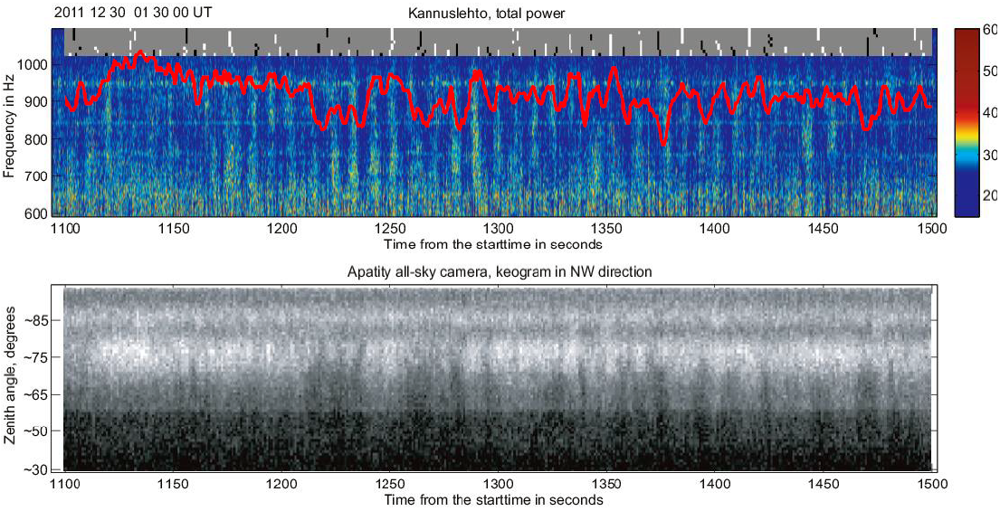 2011 12 30 01 30 00 UT
Kannuslehto, total power
Frequency in Hz
1000
900
800
700
600
60
50
40
30
20
1100 1150 1200 1250 1300 1350 1400 1450 1500
Time from the starttime in seconds
Apatity all-sky camera, keogram in NW direction
Zenith angle, degrees
~85
~75
~65
~50
~30
1100 1150 1200 1250 1300 1350 1400 1450 1500
Time from the starttime in seconds